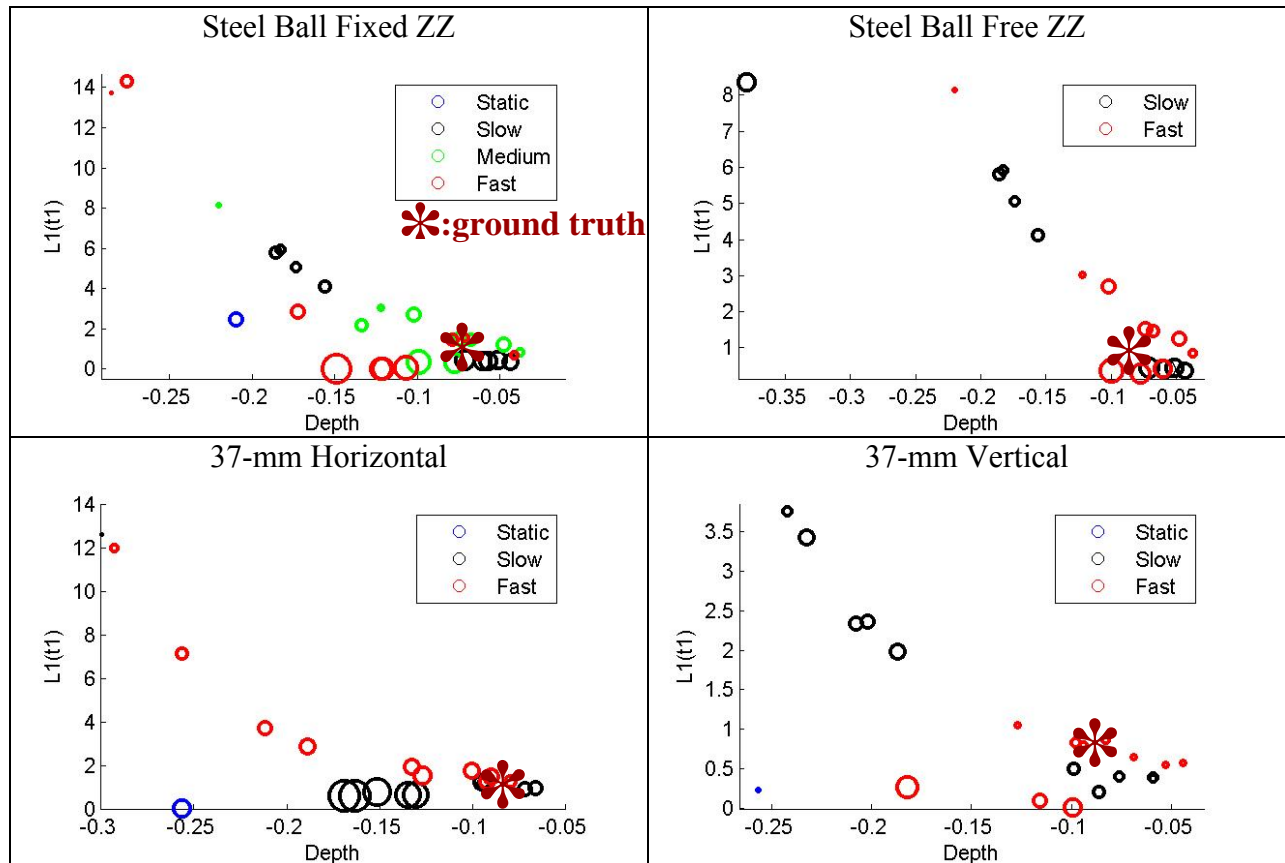 Steel Ball Fixed ZZ
14
12
10
8
6
4
2
0
L1(t1)
-0.25
-0.2
-0.15
-0.1
-0.05
Depth
Static
Slow
Medium
Fast
:ground truth
Steel Ball Free ZZ
8
7
6
5
4
3
2
1
L1(t1)
-0.35
-0.3
-0.25
-0.2
-0.15
-0.1
-0.05
Depth
Slow
Fast
37-mm Horizontal
14
12
10
8
6
4
2
0
L1(t1)
-0.3
-0.25
-0.2
-0.15
-0.1
-0.05
Depth
Static
Slow
Fast
37-mm Vertical
3.5
3
2.5
2
1.5
1
0.5
0
L1(t1)
-0.25
-0.2
-0.15
-0.1
-0.05
Depth
Static
Slow
Fast